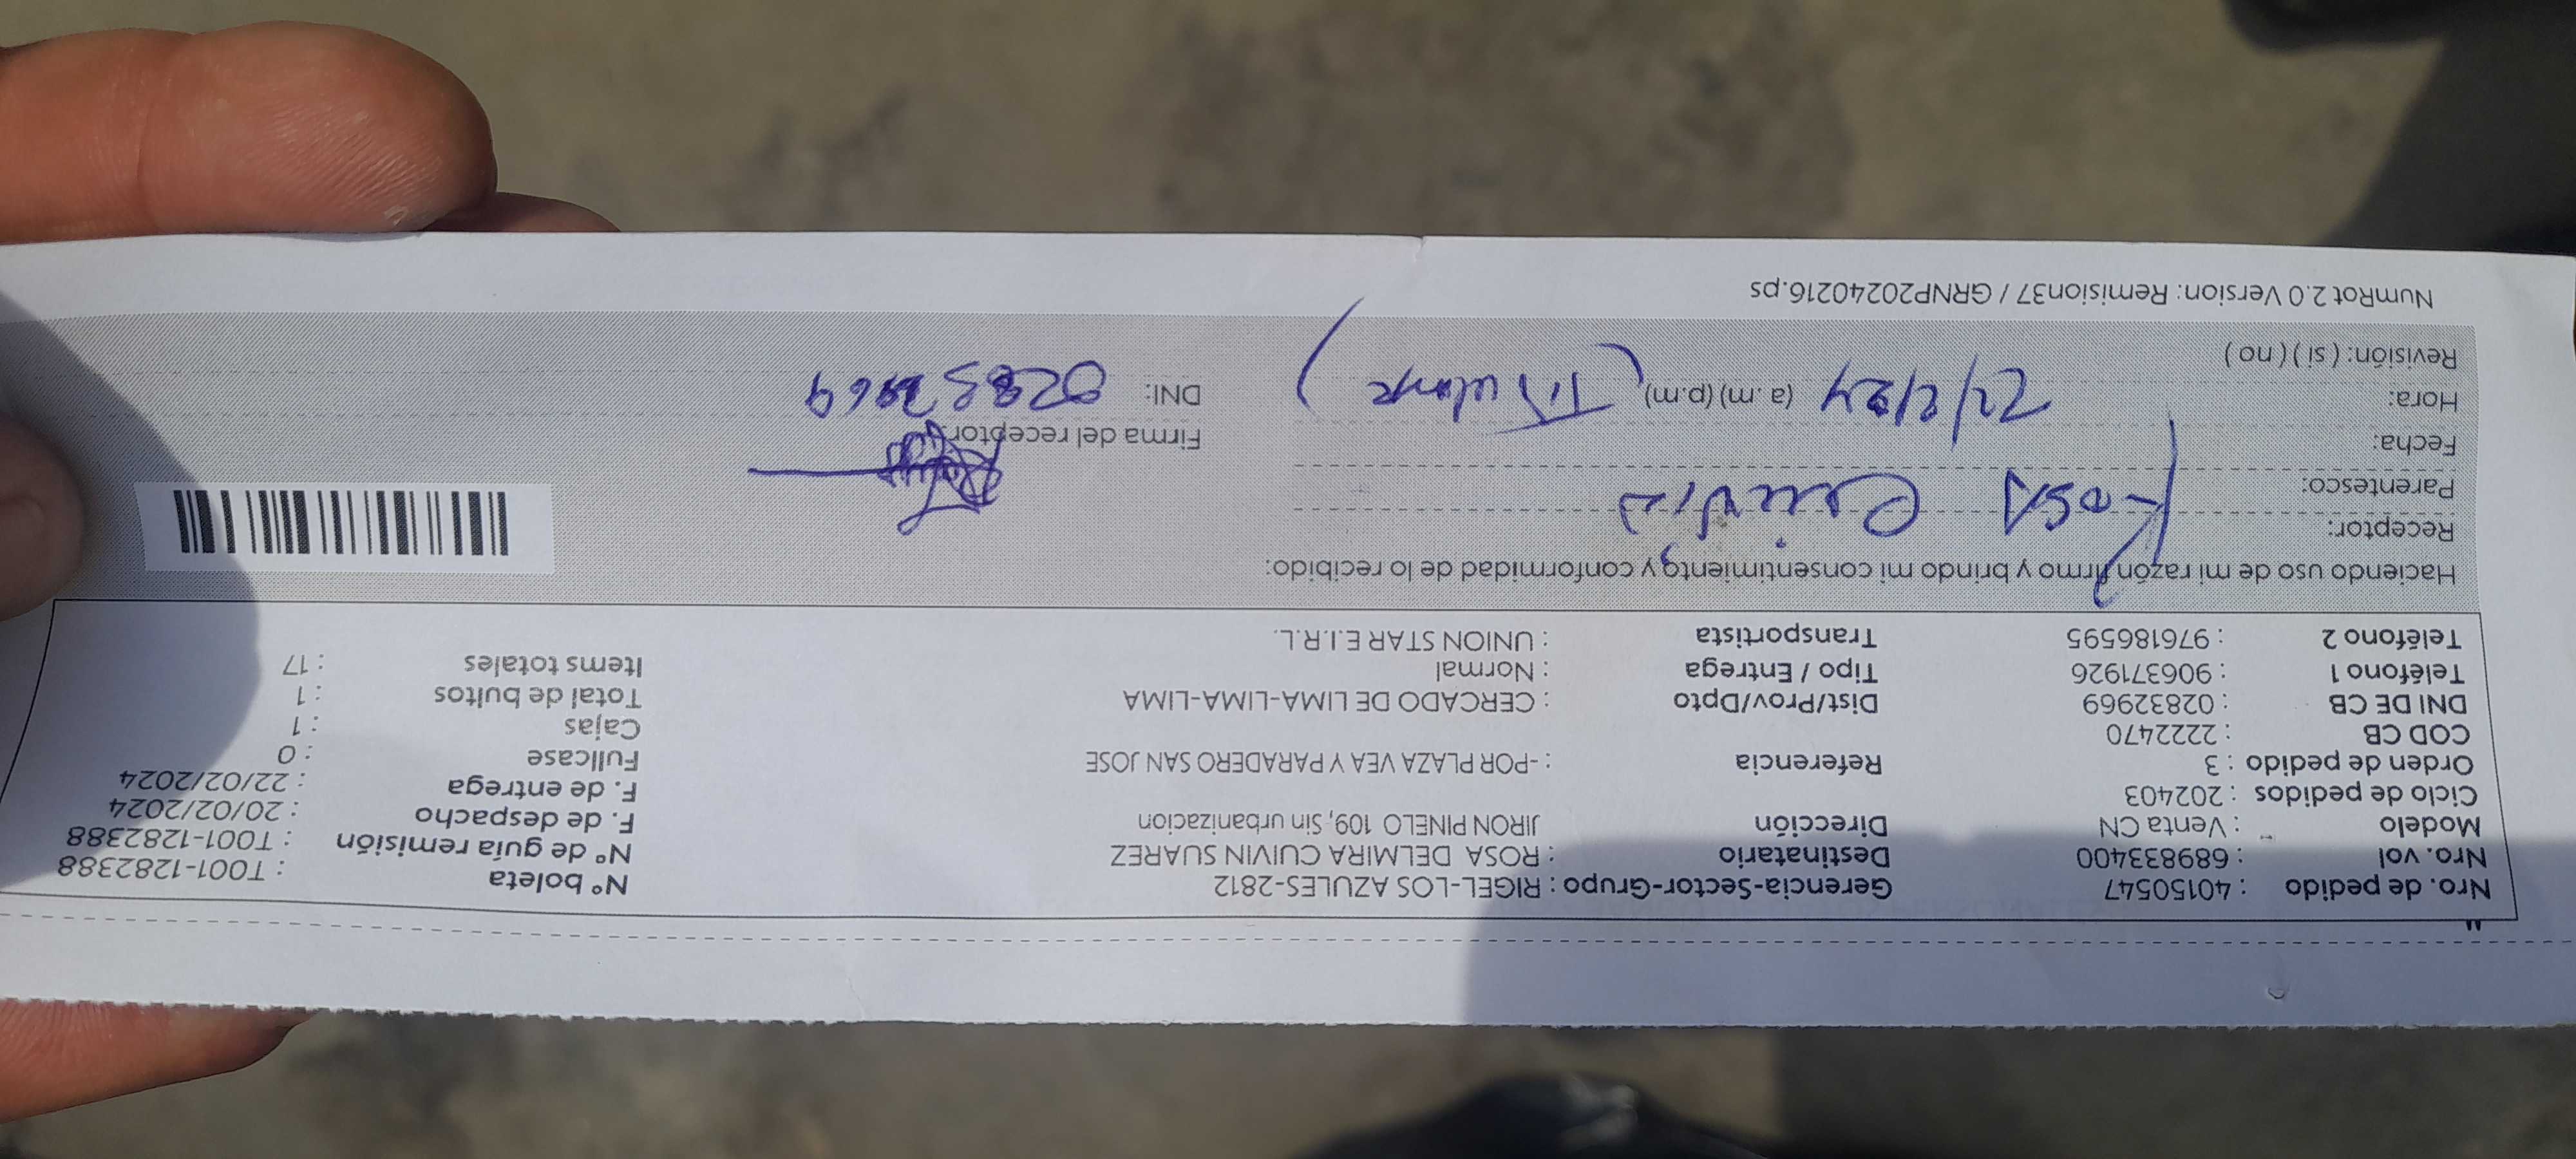 Nro. de pedido : 40150547 Gerencia-Sector-Grupo : RIGEL-LOS AZULES-2812 N° boleta : T001-1282388
Nro. vol : 689833400 Destinatario : ROSA DELMIRA CUIVIN SUAREZ N° de guía remisión : T001-1282388
Modelo : Venta CN Dirección JIRON PINELO 109, Sin urbanizacion F. de despacho : 20/02/2024
Ciclo de pedidos : 202403 F. de entrega : 22/02/2024
Orden de pedido : 3 Referencia : -POR PLAZA VEA Y PARADERO SAN JOSE Fullcase : 0
COD CB : 2222470 Cajas : 1
DNI DE CB : 02832969 Dist/Prov/Dpto : CERCADO DE LIMA-LIMA-LIMA Total de bultos : 1
Teléfono 1 : 906371926 Tipo / Entrega : Normal Items totales : 17
Teléfono 2 : 976186595 Transportista : UNION STAR E.I.R.L.
Haciendo uso de mi razón firmo y brindo mi consentimiento y conformidad de lo recibido:
Receptor: Rosa Cuivin
Parentesco:
Fecha: Firma del receptor:
Hora: 22/2/24 (a.m) (p.m) DNI:
Revisión: ( si ) ( no )
NumRot 2.0 Version: Remision37 / GRNP20240216.ps